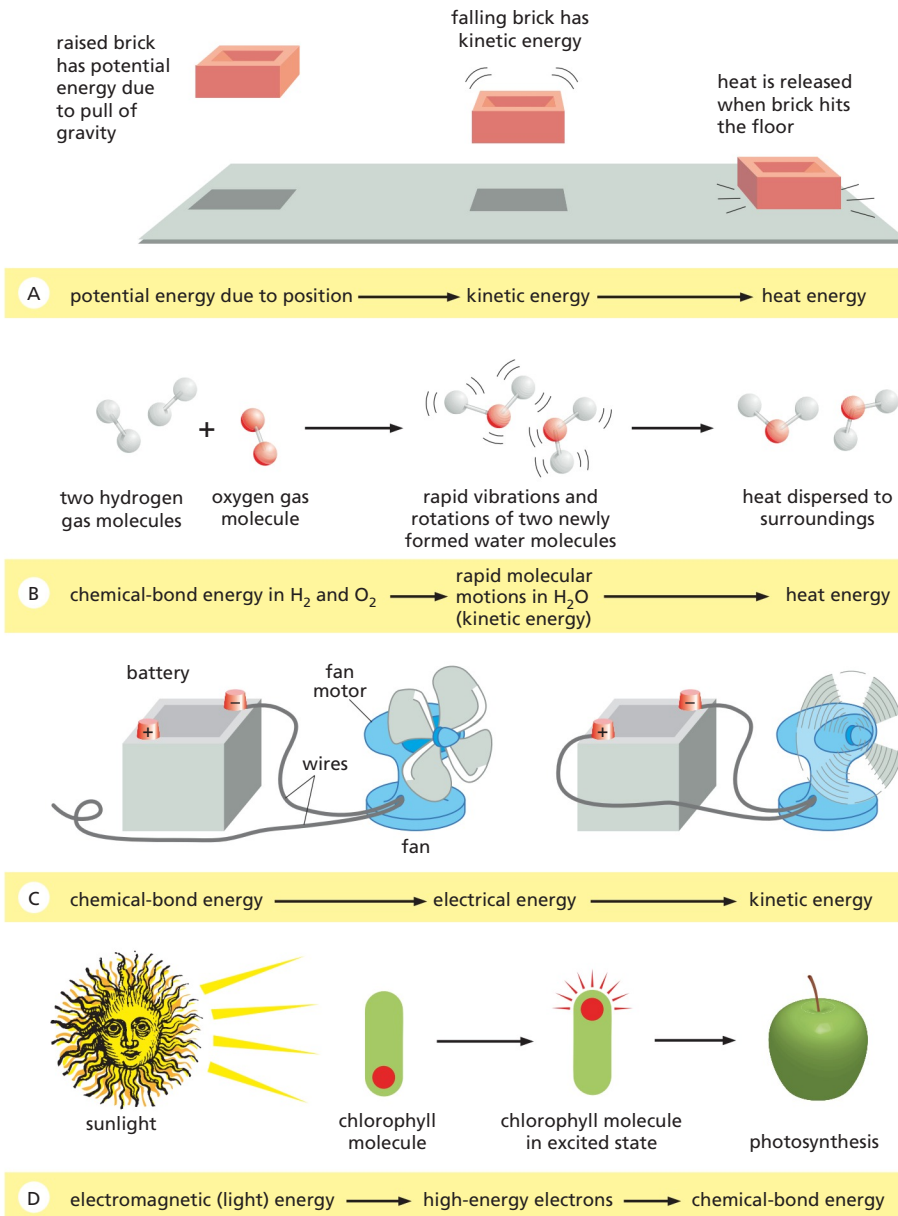 raised brick
has potential
energy due
to pull of
gravity
falling brick has
kinetic energy
heat is released
when brick hits
the floor
A potential energy due to position kinetic energy heat energy
+
two hydrogen
gas molecules
oxygen gas
molecule
rapid vibrations and
rotations of two newly
formed water molecules
heat dispersed to
surroundings
B chemical-bond energy in H₂ and O₂
rapid molecular
motions in H₂O
(kinetic energy)
heat energy
battery
fan
motor
+
−
wires
fan
+
−
C chemical-bond energy electrical energy kinetic energy
sunlight
chlorophyll
molecule
chlorophyll molecule
in excited state
photosynthesis
D electromagnetic (light) energy high-energy electrons chemical-bond energy